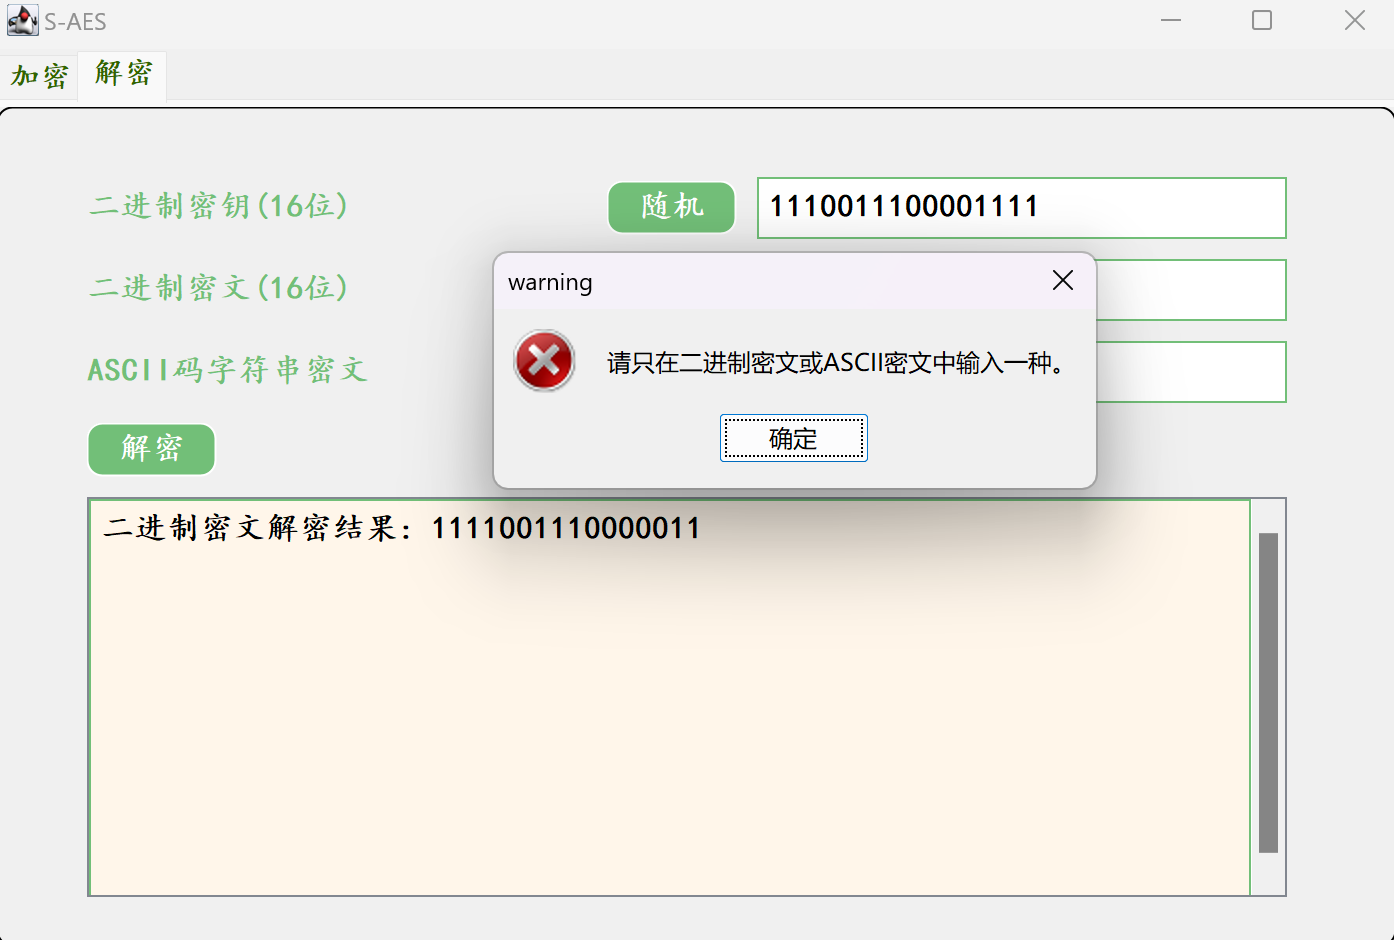 S-AES
加密 解密
二进制密钥(16位) 随机 1110011100001111
二进制密文(16位)
warning
请只在二进制密文或ASCII密文中输入一种。
ASCII码字符串密文
确定
解密
二进制密文解密结果: 1111001110000011